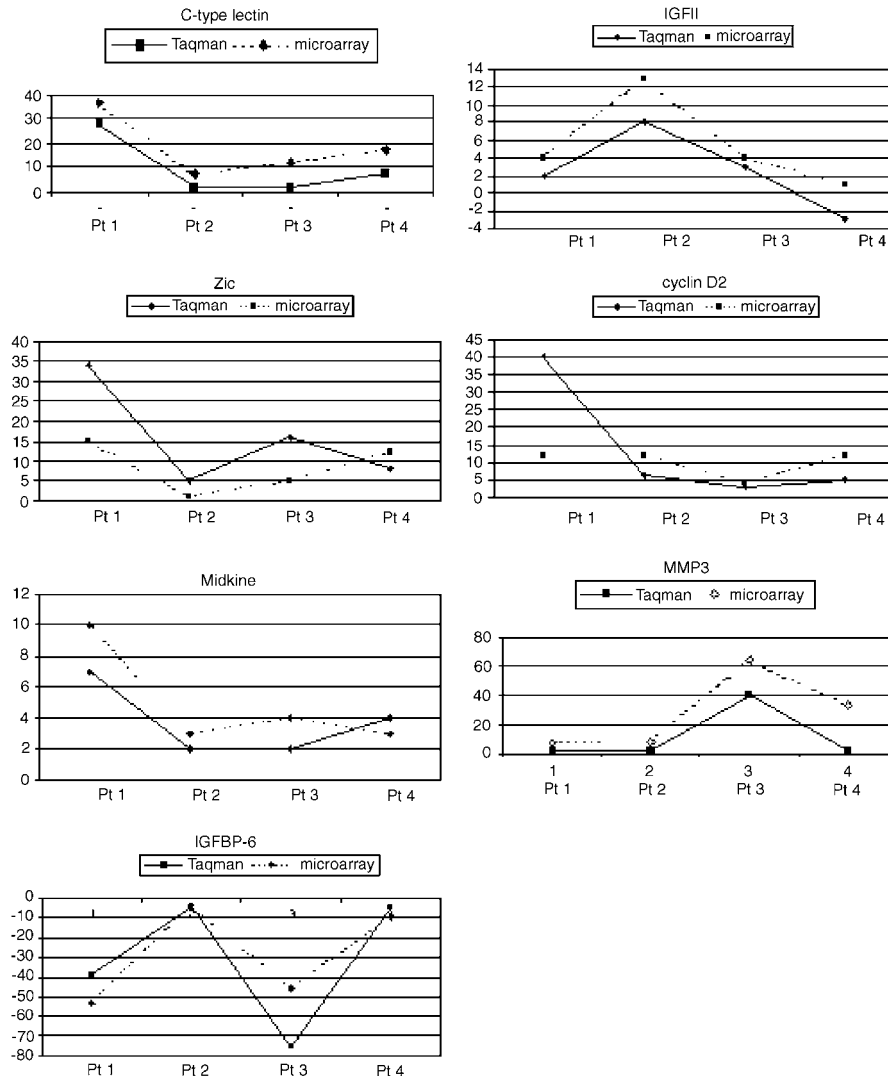 C-type lectin
Taqman microarray
40
30
20
10
0
Pt 1 Pt 2 Pt 3 Pt 4
IGFII
Taqman microarray
14
12
10
8
6
4
2
0
-2
-4
Pt 1 Pt 2 Pt 3 Pt 4
Zic
Taqman microarray
40
35
30
25
20
15
10
5
0
Pt 1 Pt 2 Pt 3 Pt 4
cyclin D2
Taqman microarray
45
40
35
30
25
20
15
10
5
0
Pt 1 Pt 2 Pt 3 Pt 4
Midkine
12
10
8
6
4
2
0
Pt 1 Pt 2 Pt 3 Pt 4
MMP3
Taqman microarray
80
60
40
20
0
1 2 3 4
Pt 1 Pt 2 Pt 3 Pt 4
IGFBP-6
Taqman microarray
0
-10
-20
-30
-40
-50
-60
-70
-80
Pt 1 Pt 2 Pt 3 Pt 4